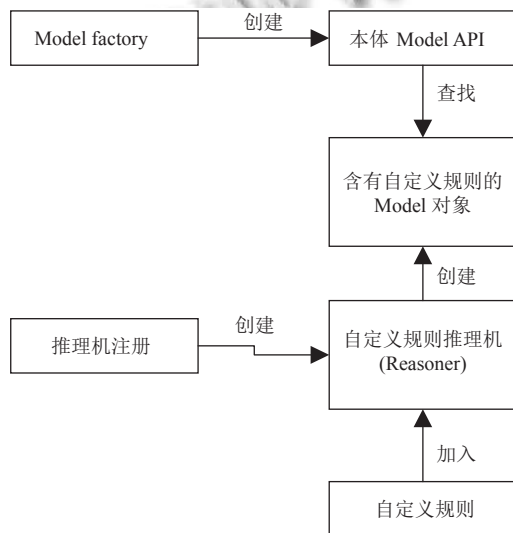 Model factory
创建
本体 Model API
查找
含有自定义规则的
Model 对象
创建
推理机注册
创建
自定义规则推理机
(Reasoner)
加入
自定义规则